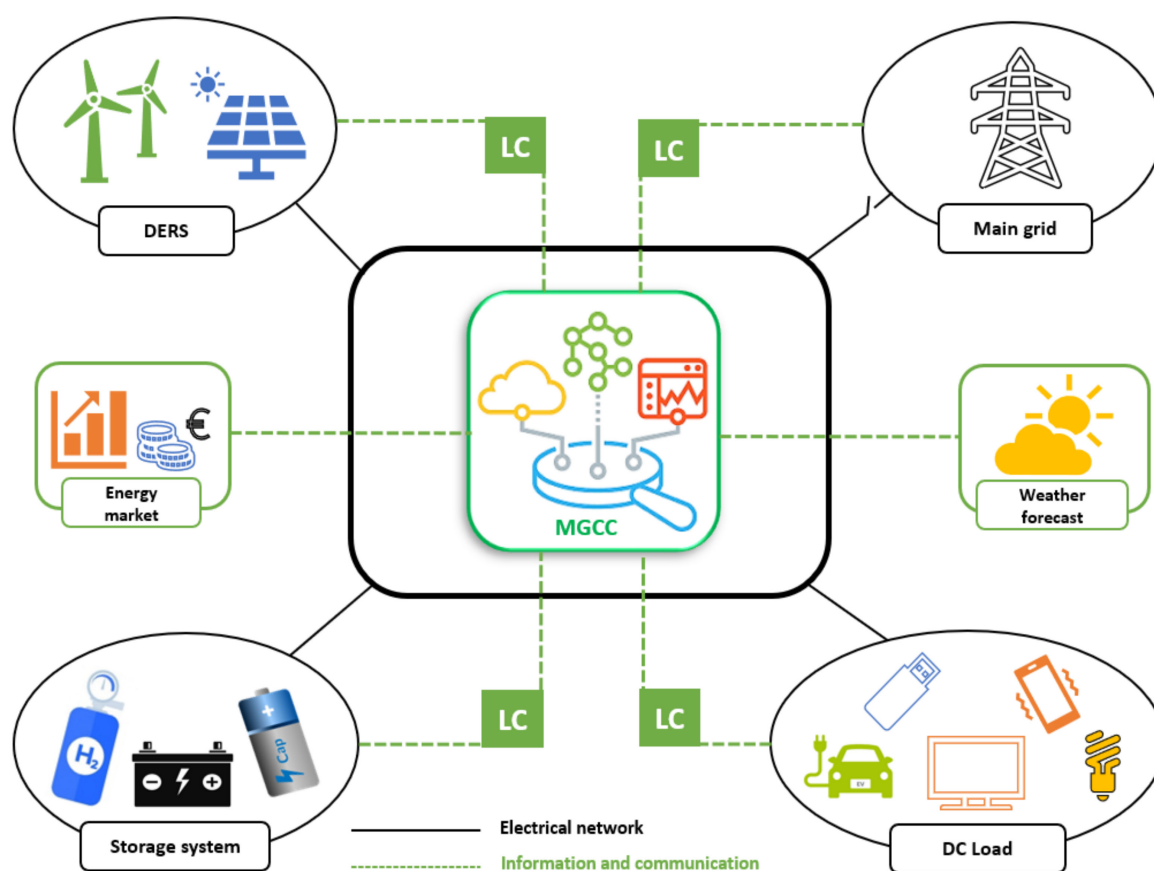 LC
LC
DERS
Main grid
€
MGCC
Energy
market
Weather
forecast
LC
LC
H2
Cap
EV
Storage system
Electrical network
DC Load
Information and communication